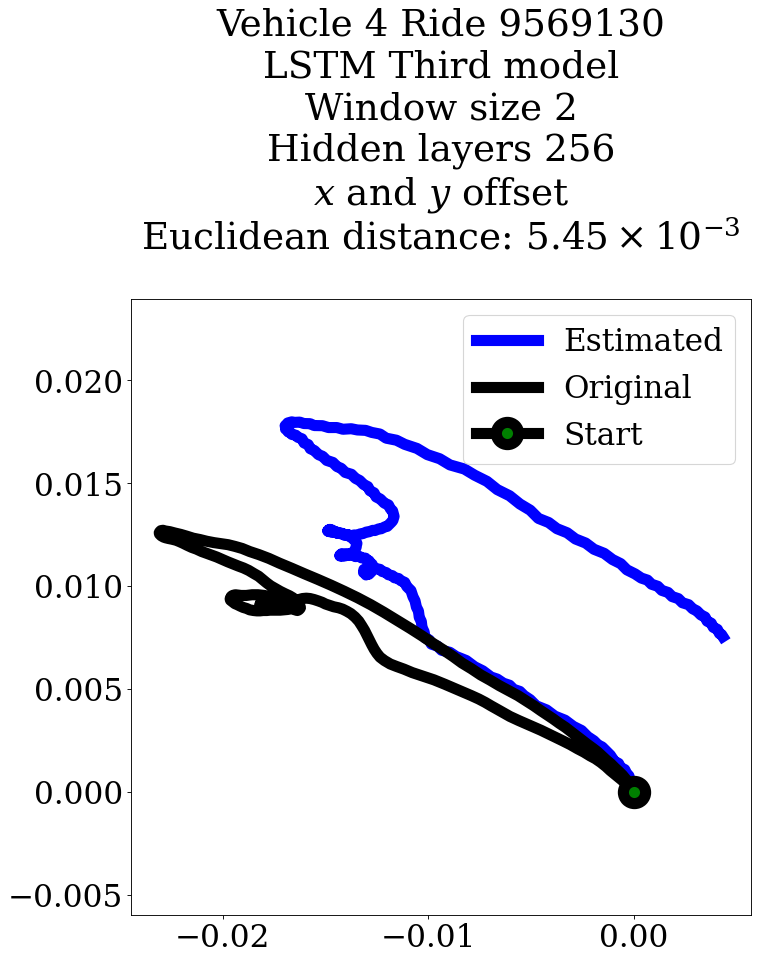 Vehicle 4 Ride 9569130
LSTM Third model
Window size 2
Hidden layers 256
x and y offset
Euclidean distance: 5.45 × 10⁻³
Estimated
Original
Start
0.020
0.015
0.010
0.005
0.000
−0.005
−0.02 −0.01 0.00